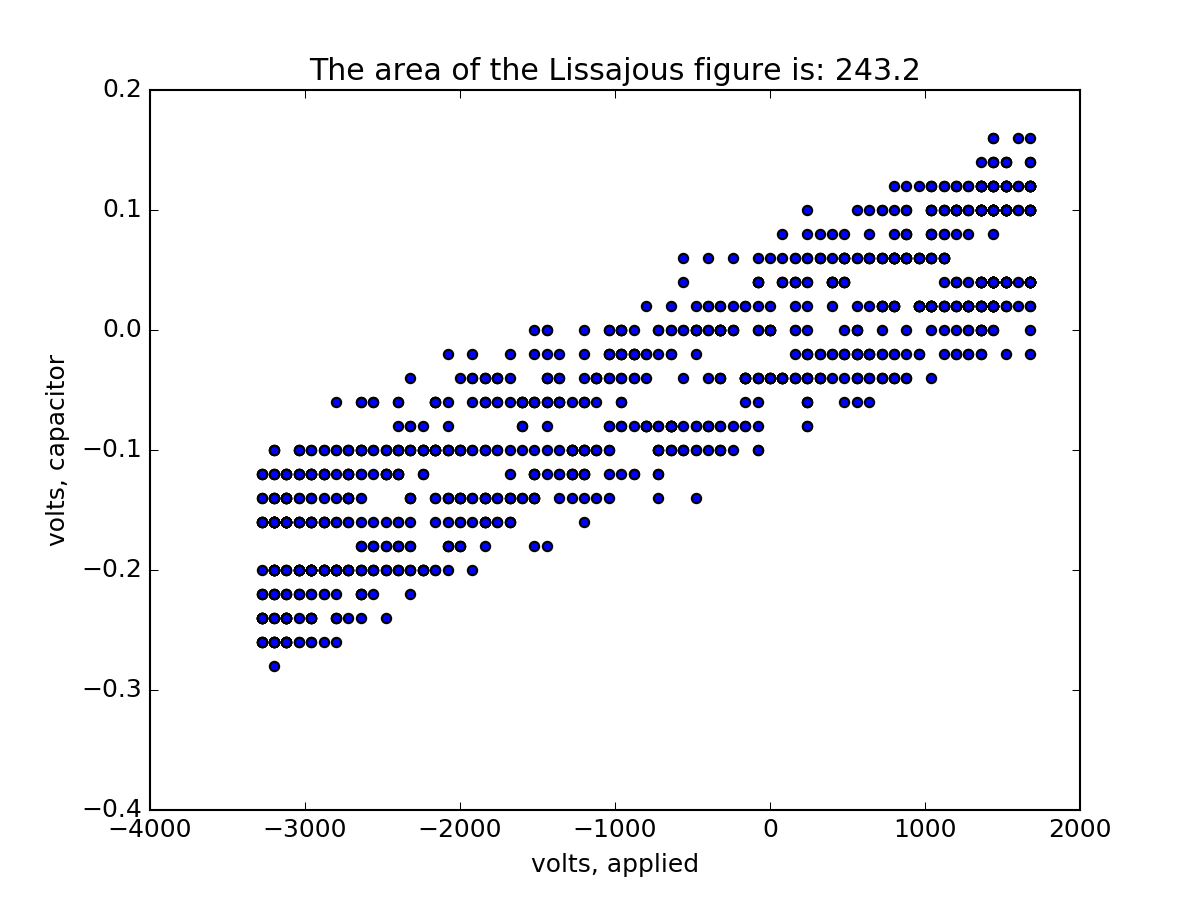 The area of the Lissajous figure is: 243.2
0.2
0.1
0.0
−0.1
−0.2
−0.3
−0.4
volts, capacitor
−4000 −3000 −2000 −1000 0 1000 2000
volts, applied